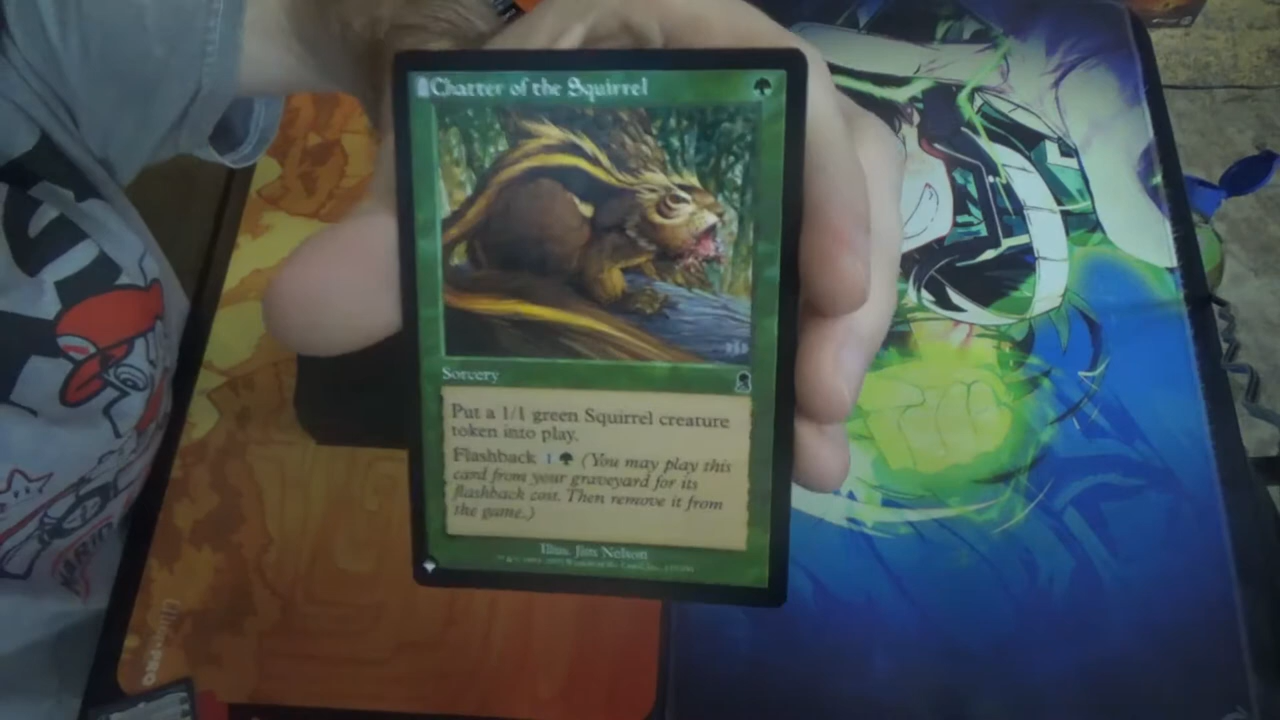 Chatter of the Squirrel
Sorcery
Put a 1/1 green Squirrel creature
token into play.
Flashback 1 (You may play this
card from your graveyard for its
flashback cost. Then remove it from
the game.)
Illus. Jim Nelson